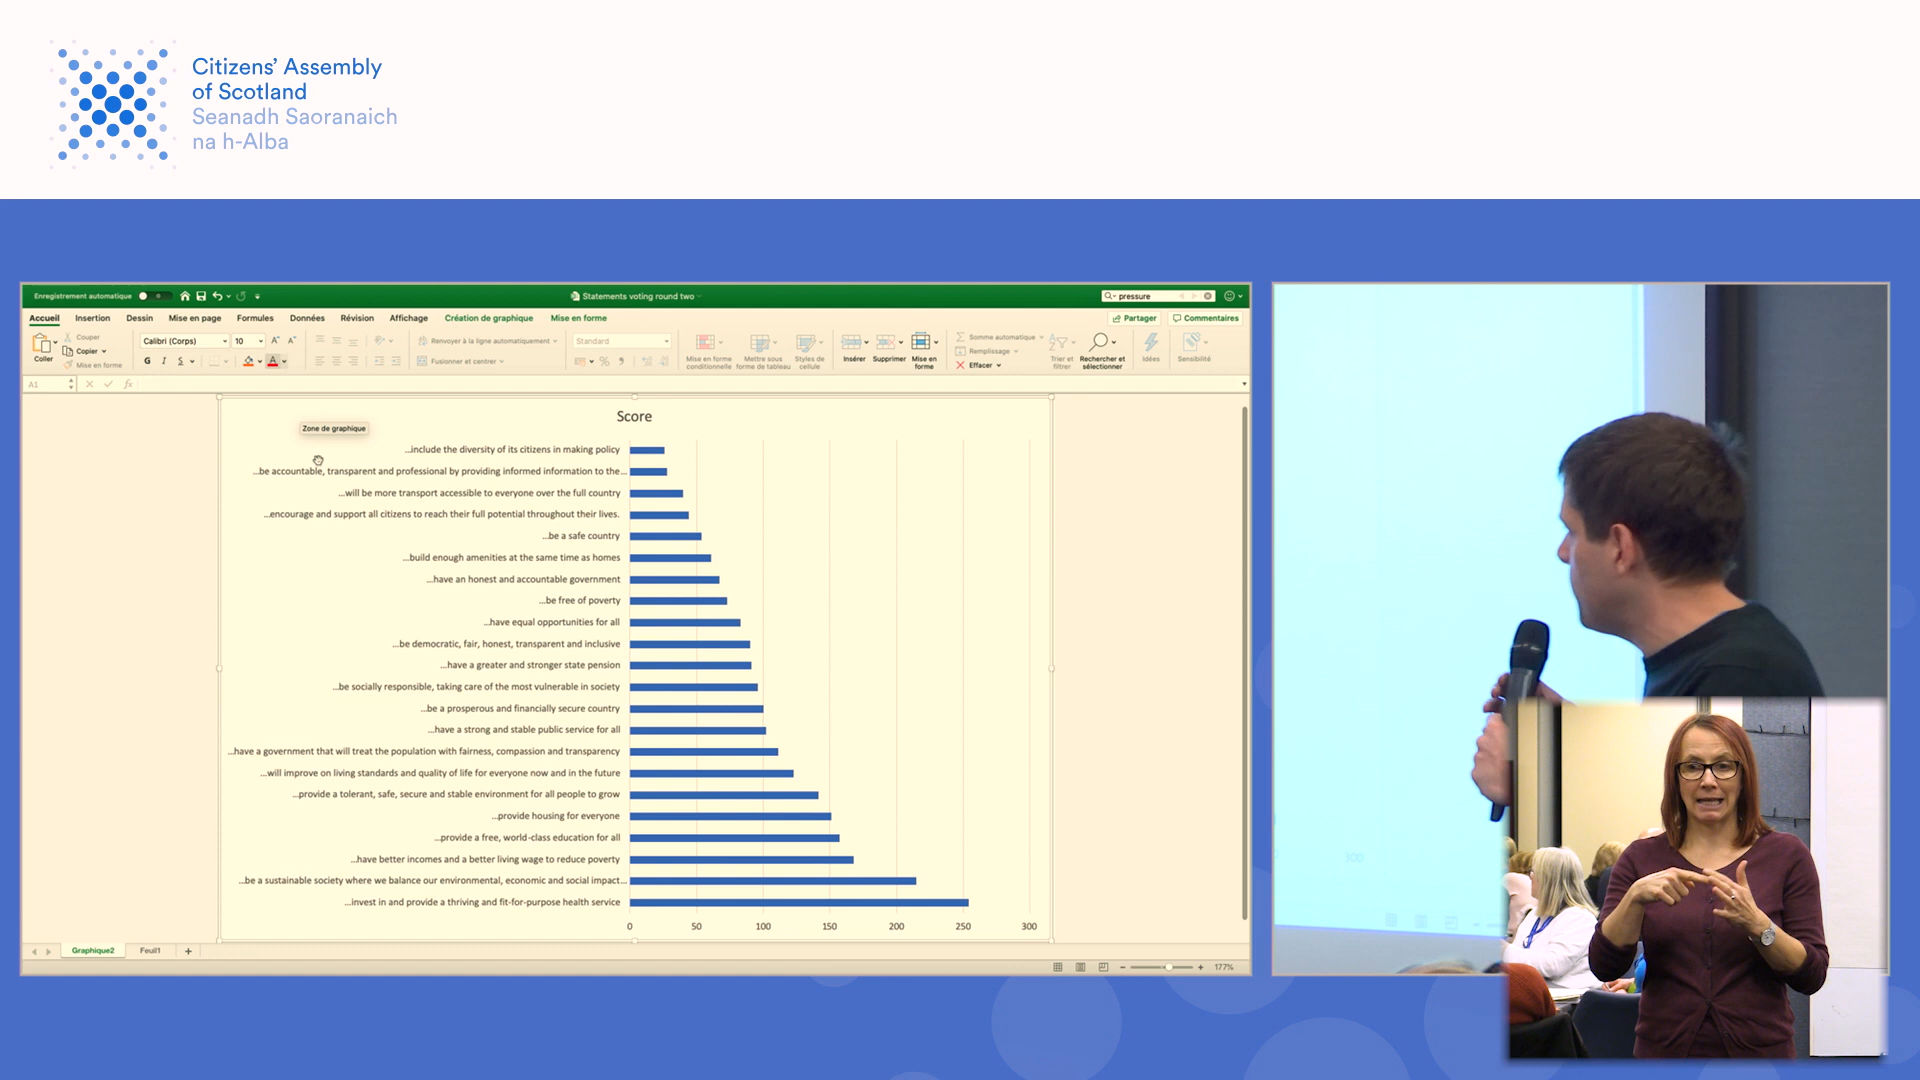 Citizens’ Assembly
of Scotland
Seanadh Saoranaich
na h-Alba
Enregistrement automatique
Statements voting round two
pressure
Accueil Insertion Dessin Mise en page Formules Données Révision Affichage Création de graphique Mise en forme
Partager Commentaires
Coller
Couper
Copier
Mise en forme
Calibri (Corps) 10
G I S
Renvoyer à la ligne automatiquement
Fusionner et centrer
Standard
Mise en forme conditionnelle
Mettre sous forme de tableau
Styles de cellule
Insérer
Supprimer
Mise en forme
Somme automatique
Remplissage
Effacer
Trier et filtrer
Rechercher et sélectionner
Idées
Sensibilité
A1 fx
Score
Zone de graphique
...include the diversity of its citizens in making policy
...be accountable, transparent and professional by providing informed information to the...
...will be more transport accessible to everyone over the full country
...encourage and support all citizens to reach their full potential throughout their lives.
...be a safe country
...build enough amenities at the same time as homes
...have an honest and accountable government
...be free of poverty
...have equal opportunities for all
...be democratic, fair, honest, transparent and inclusive
...have a greater and stronger state pension
...be socially responsible, taking care of the most vulnerable in society
...be a prosperous and financially secure country
...have a strong and stable public service for all
...have a government that will treat the population with fairness, compassion and transparency
...will improve on living standards and quality of life for everyone now and in the future
...provide a tolerant, safe, secure and stable environment for all people to grow
...provide housing for everyone
...provide a free, world-class education for all
...have better incomes and a better living wage to reduce poverty
...be a sustainable society where we balance our environmental, economic and social impact...
...invest in and provide a thriving and fit-for-purpose health service
0 50 100 150 200 250 300
Graphique2 Feuil1 +
177%
300